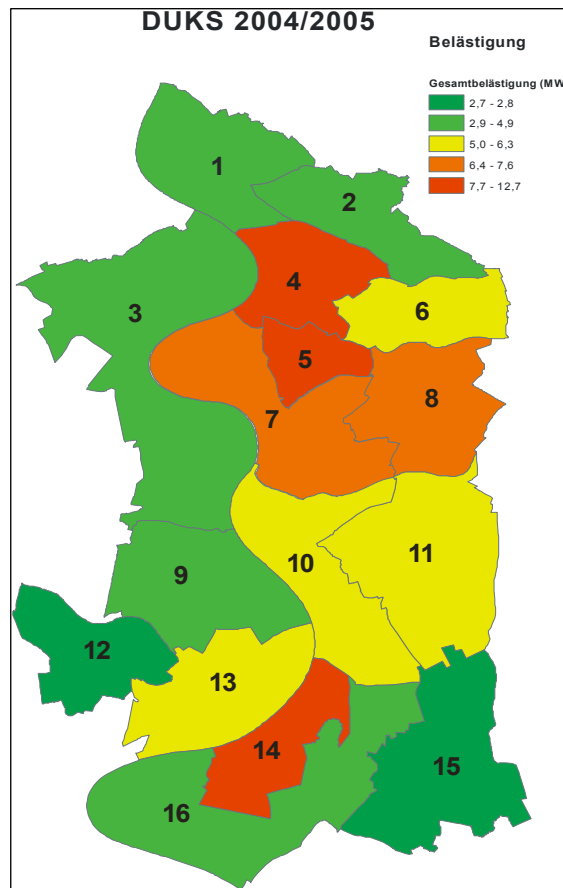 DUKS 2004/2005
Belästigung
Gesamtbelästigung (MW
2,7 - 2,8
2,9 - 4,9
5,0 - 6,3
6,4 - 7,6
7,7 - 12,7
1
2
3
4
6
5
8
7
10
11
9
12
13
14
15
16